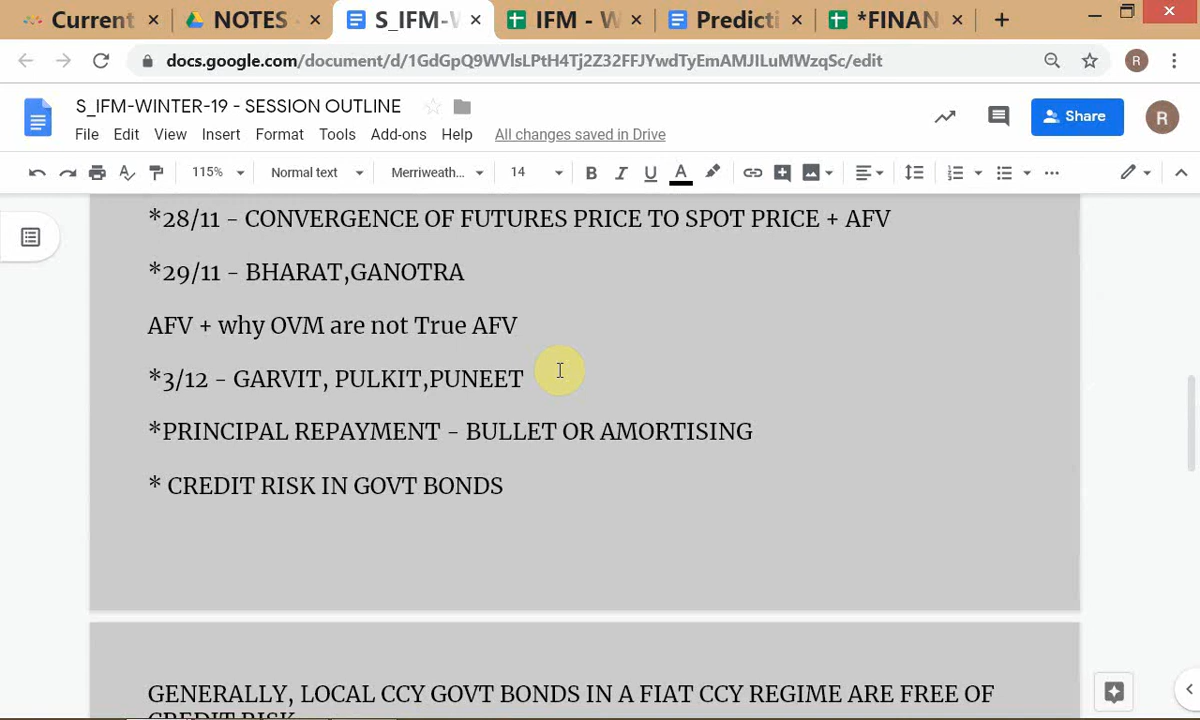 Current
NOTES
S_IFM-W
IFM - W
Predicti
*FINAN
docs.google.com/document/d/1GdGpQ9WVlsLPtH4Tj2Z32FFJYwdTyEmAMJILuMWzqSc/edit
R
S_IFM-WINTER-19 - SESSION OUTLINE
Share
R
File Edit View Insert Format Tools Add-ons Help All changes saved in Drive
115% Normal text Merriweath... 14 B I U A
*28/11 - CONVERGENCE OF FUTURES PRICE TO SPOT PRICE + AFV
*29/11 - BHARAT,GANOTRA
AFV + why OVM are not True AFV
*3/12 - GARVIT, PULKIT,PUNEET
*PRINCIPAL REPAYMENT - BULLET OR AMORTISING
* CREDIT RISK IN GOVT BONDS
GENERALLY, LOCAL CCY GOVT BONDS IN A FIAT CCY REGIME ARE FREE OF
CREDIT RISK